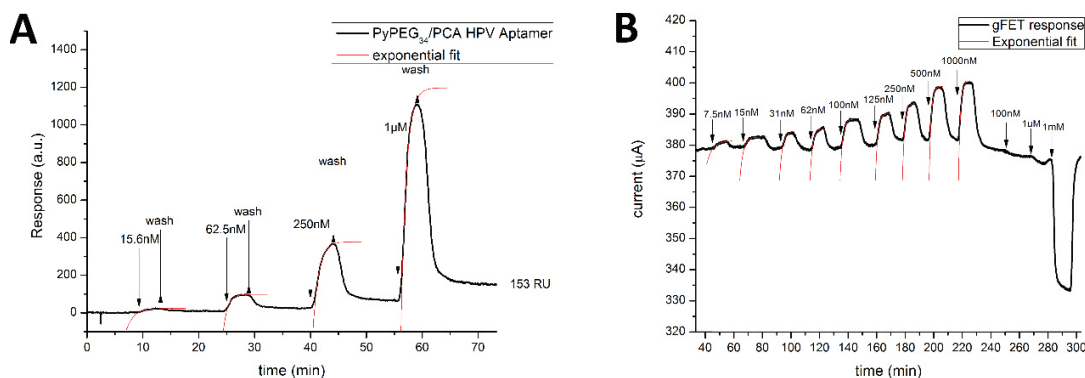 A
PyPEG34/PCA HPV Aptamer
exponential fit
wash
1µM
wash
250nM
wash
62.5nM
wash
15.6nM
153 RU
1400
1200
1000
800
600
400
200
0
-100
Response (a.u.)
0 10 20 30 40 50 60 70
time (min)
B
gFET response
Exponential fit
1000nM
500nM
250nM
125nM
100nM
62nM
31nM
15nM
7.5nM
100nM
1uM
1mM
420
410
400
390
380
370
360
350
340
330
320
current (µA)
40 60 80 100 120 140 160 180 200 220 240 260 280 300
time (min)